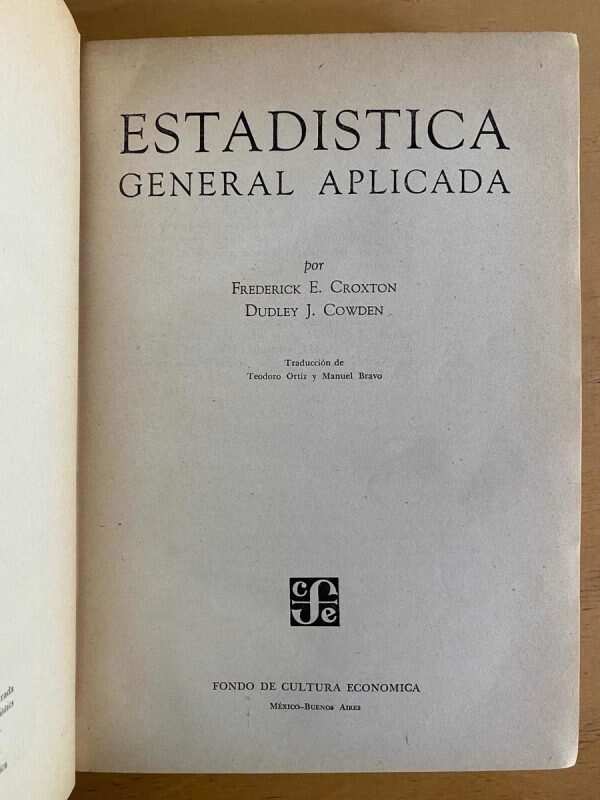 ESTADISTICA
GENERAL APLICADA
por
FREDERICK E. CROXTON
DUDLEY J. COWDEN
Traducción de
Teodoro Ortiz y Manuel Bravo
cfe
FONDO DE CULTURA ECONOMICA
MÉXICO-BUENOS AIRES